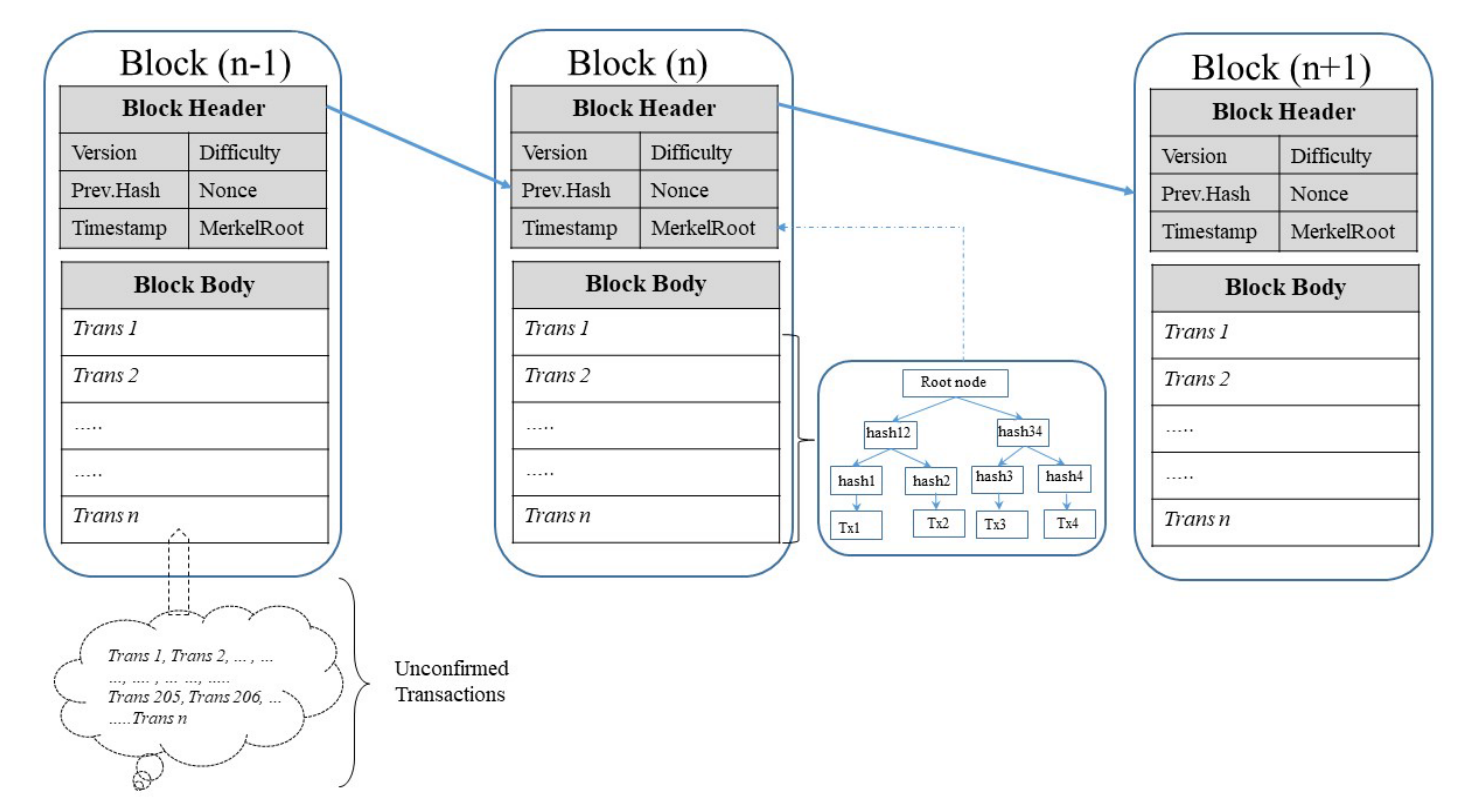 Block (n-1)
Block Header
Version Difficulty
Prev.Hash Nonce
Timestamp MerkelRoot
Block Body
Trans 1
Trans 2
…..
…..
Trans n
Trans 1, Trans 2, … , …
…, …. , … …, …..
Trans 205, Trans 206, …
…..Trans n
Unconfirmed
Transactions
Block (n)
Block Header
Version Difficulty
Prev.Hash Nonce
Timestamp MerkelRoot
Block Body
Trans 1
Trans 2
…..
…..
Trans n
Root node
hash12 hash34
hash1 hash2 hash3 hash4
Tx1 Tx2 Tx3 Tx4
Block (n+1)
Block Header
Version Difficulty
Prev.Hash Nonce
Timestamp MerkelRoot
Block Body
Trans 1
Trans 2
…..
…..
Trans n